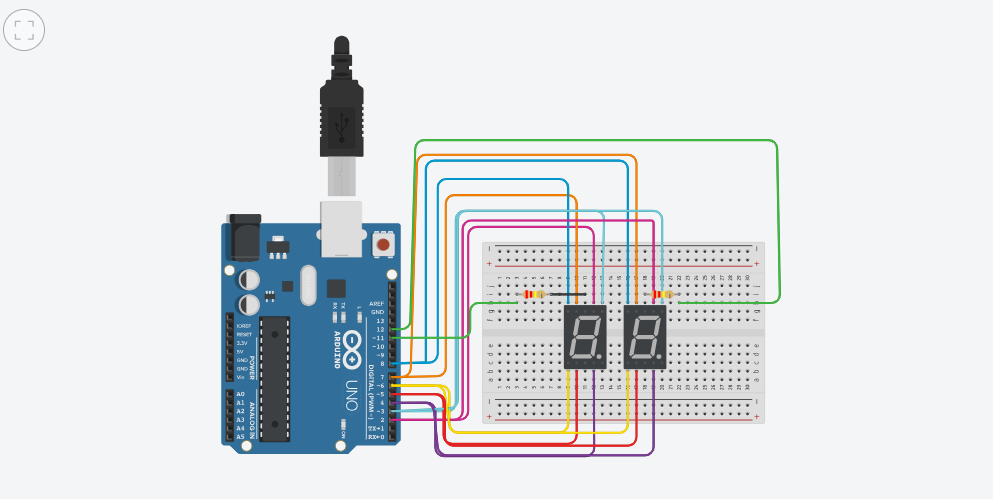 AREF
GND
13
12
~11
~10
~9
8
7
~6
~5
4
~3
2
TX→1
RX←0
DIGITAL (PWM~)
TX
RX
L
ARDUINO
UNO
ON
IOREF
RESET
3.3V
5V
GND
GND
Vin
POWER
A0
A1
A2
A3
A4
A5
ANALOG IN